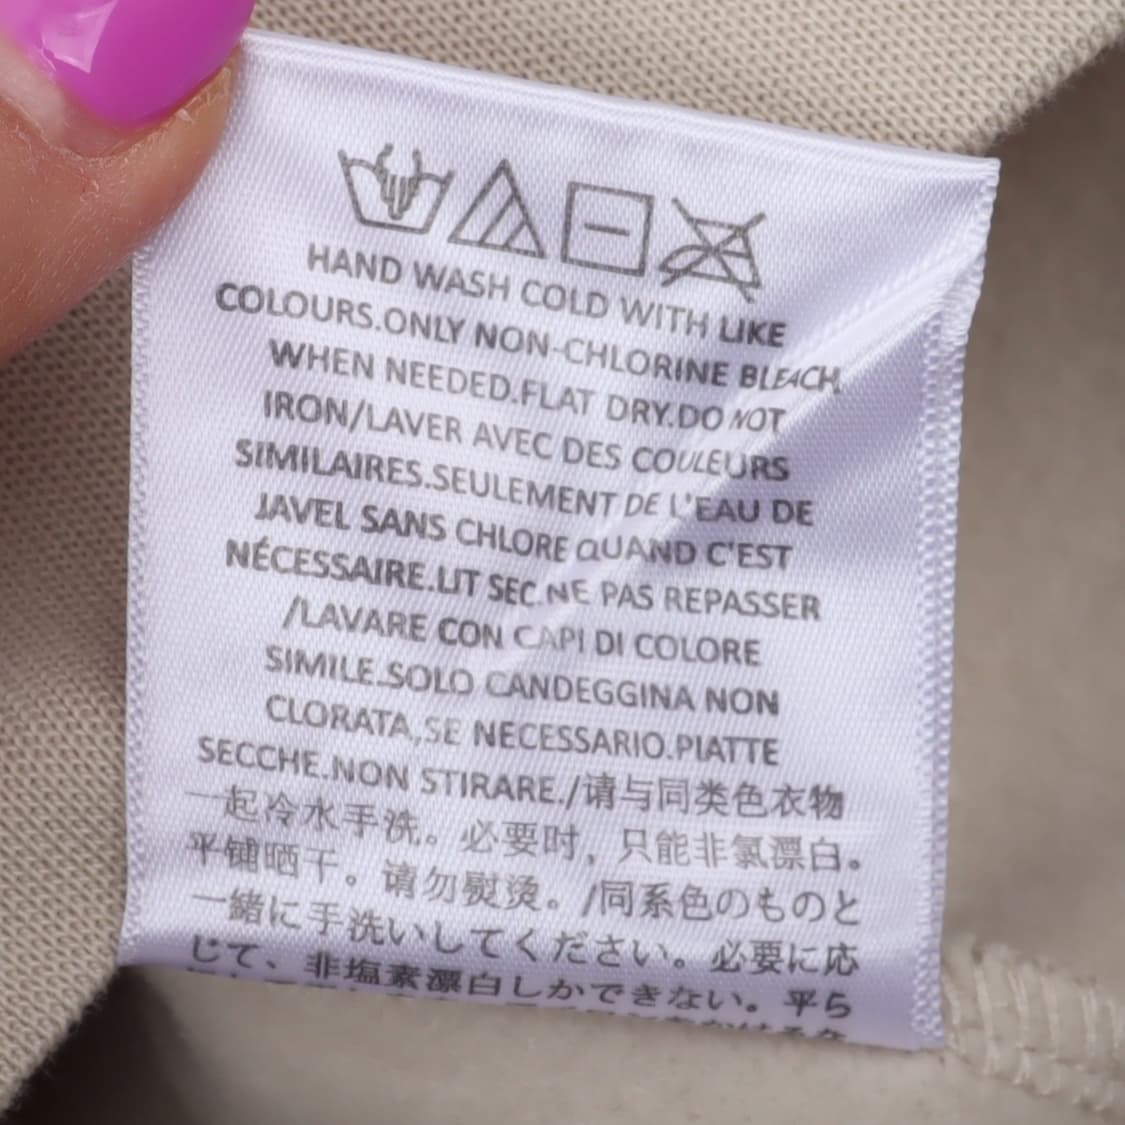 HAND WASH COLD WITH LIKE
COLOURS.ONLY NON-CHLORINE BLEACH
WHEN NEEDED.FLAT DRY.DO NOT
IRON/LAVER AVEC DES COULEURS
SIMILAIRES.SEULEMENT DE L'EAU DE
JAVEL SANS CHLORE QUAND C'EST
NÉCESSAIRE.LIT SEC.NE PAS REPASSER
/LAVARE CON CAPI DI COLORE
SIMILE.SOLO CANDEGGINA NON
CLORATA,SE NECESSARIO.PIATTE
SECCHE.NON STIRARE./请与同类色衣物
一起冷水手洗。必要时，只能非氯漂白。
平铺晒干。请勿熨烫。/同系色のものと
一緒に手洗いしてください。必要に応
じて、非塩素漂白しかできない。平ら